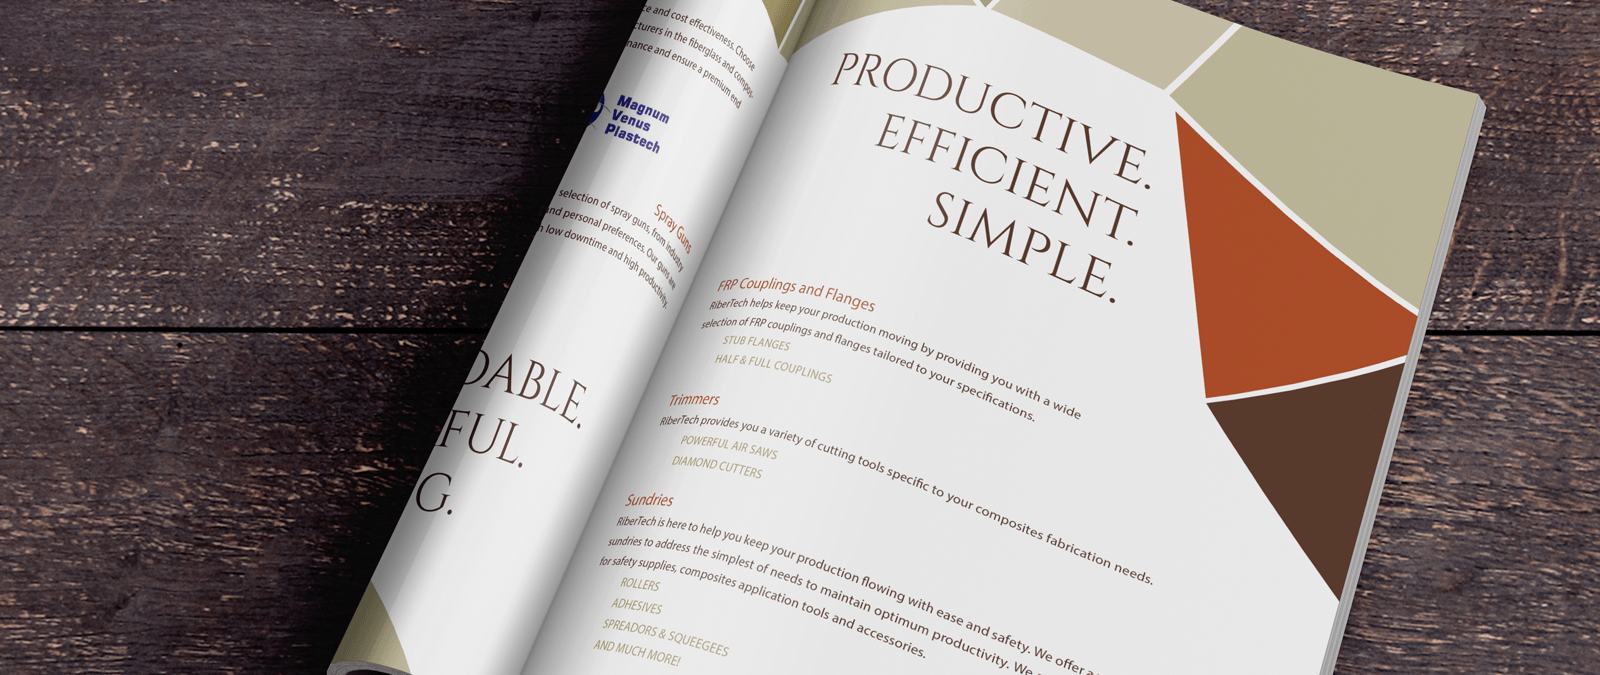 ce and cost effectiveness. Choose
cturers in the fiberglass and compos-
nance and ensure a premium end
Magnum
Venus
Plastech
Spray Guns
selection of spray guns, from industry
and personal preferences. Our guns are
low downtime and high productivity.
DABLE.
FUL.
G.
PRODUCTIVE.
EFFICIENT.
SIMPLE.
FRP Couplings and Flanges
RiberTech helps keep your production moving by providing you with a wide
selection of FRP couplings and flanges tailored to your specifications.
STUB FLANGES
HALF & FULL COUPLINGS
Trimmers
RiberTech provides you a variety of cutting tools specific to your composites fabrication needs.
POWERFUL AIR SAWS
DIAMOND CUTTERS
Sundries
RiberTech is here to help you keep your production flowing with ease and safety. We offer a
sundries to address the simplest of needs to maintain optimum productivity. We
for safety supplies, composites application tools and accessories.
ROLLERS
ADHESIVES
SPREADORS & SQUEEGEES
AND MUCH MORE!